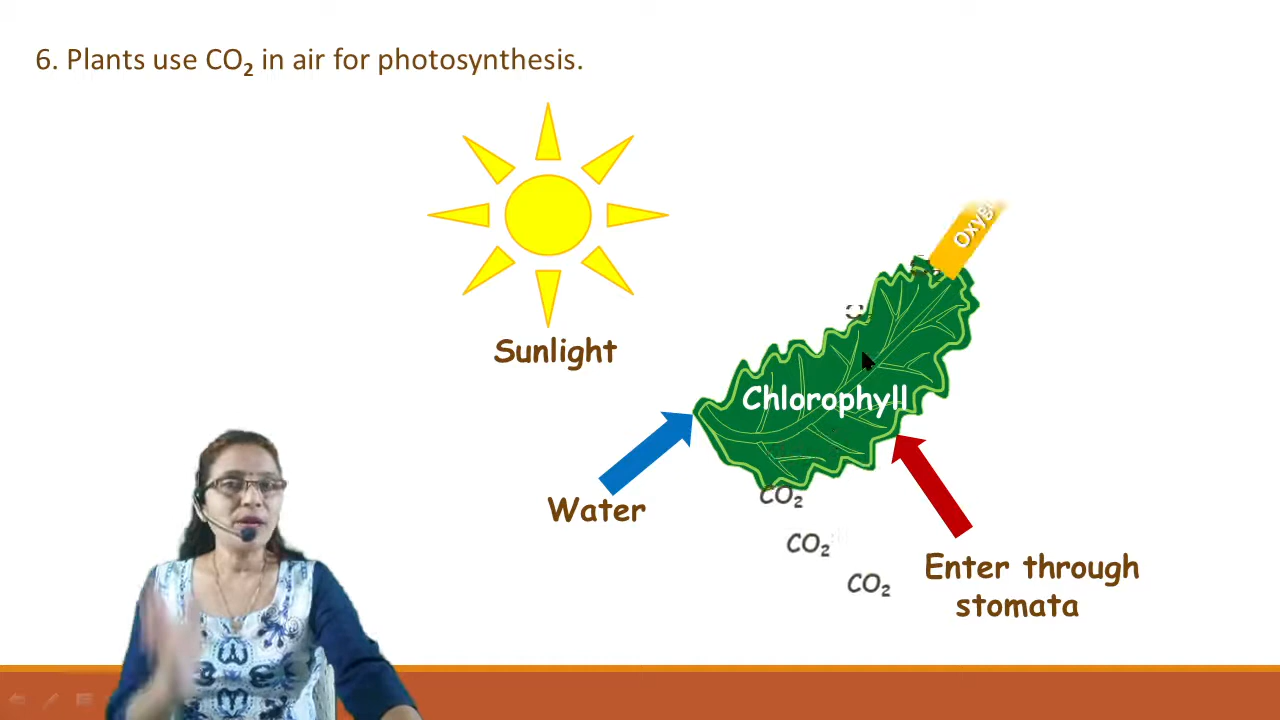 6. Plants use CO₂ in air for photosynthesis.
Sunlight
Chlorophyll
Water
CO₂
CO₂
CO₂
Enter through
stomata